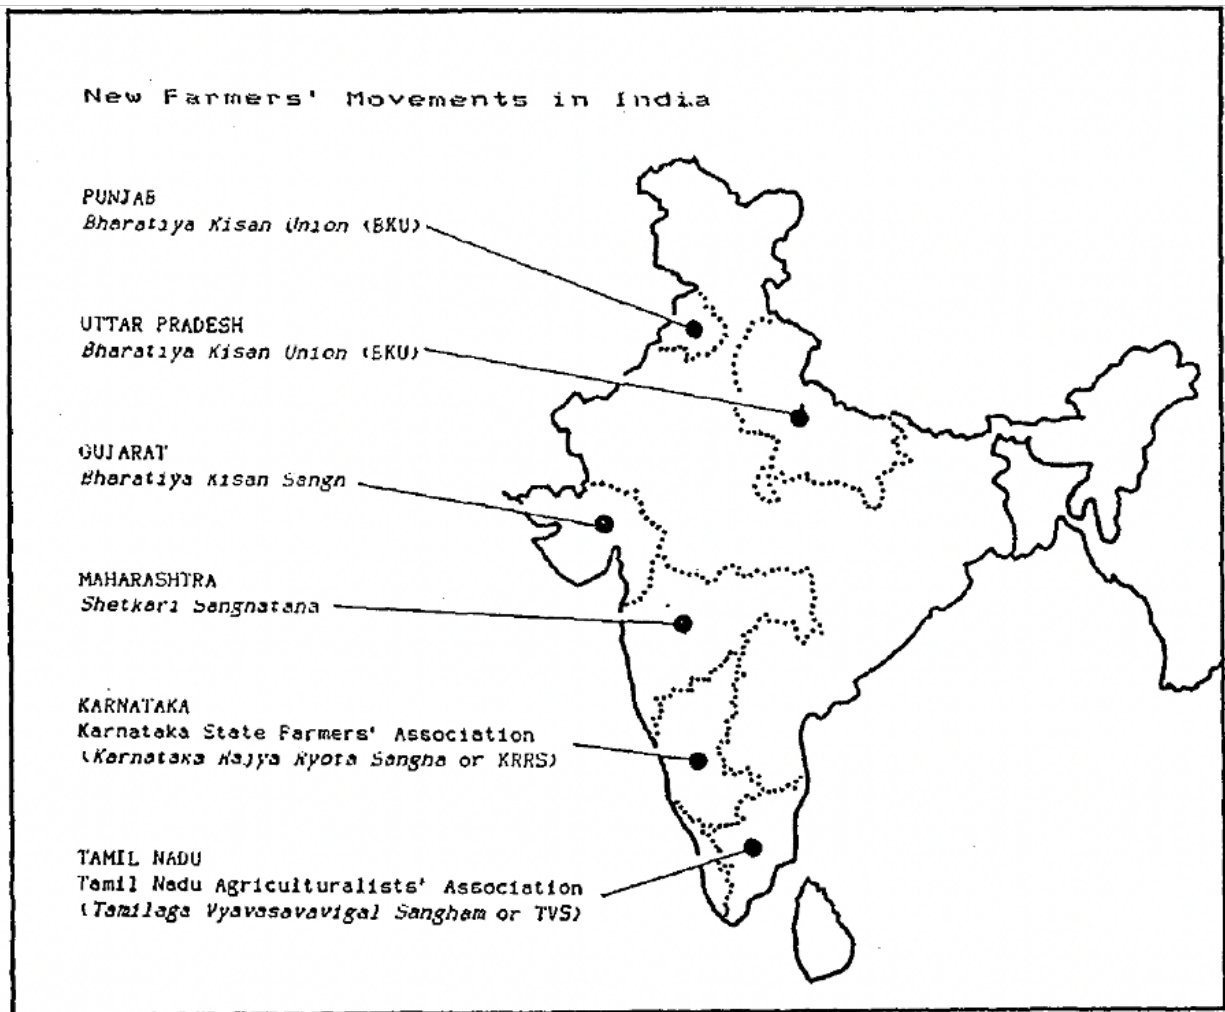 New Farmers' Movements in India
PUNJAB
Bharatiya Kisan Union (BKU)
UTTAR PRADESH
Bharatiya Kisan Union (BKU)
GUJARAT
Bharatiya Kisan Sangh
MAHARASHTRA
Shetkari Sanghatana
KARNATAKA
Karnataka State Farmers' Association
(Karnataka Rajya Ryota Sangha or KRRS)
TAMIL NADU
Tamil Nadu Agriculturalists' Association
(Tamilaga Vyavasavavigal Sangham or TVS)